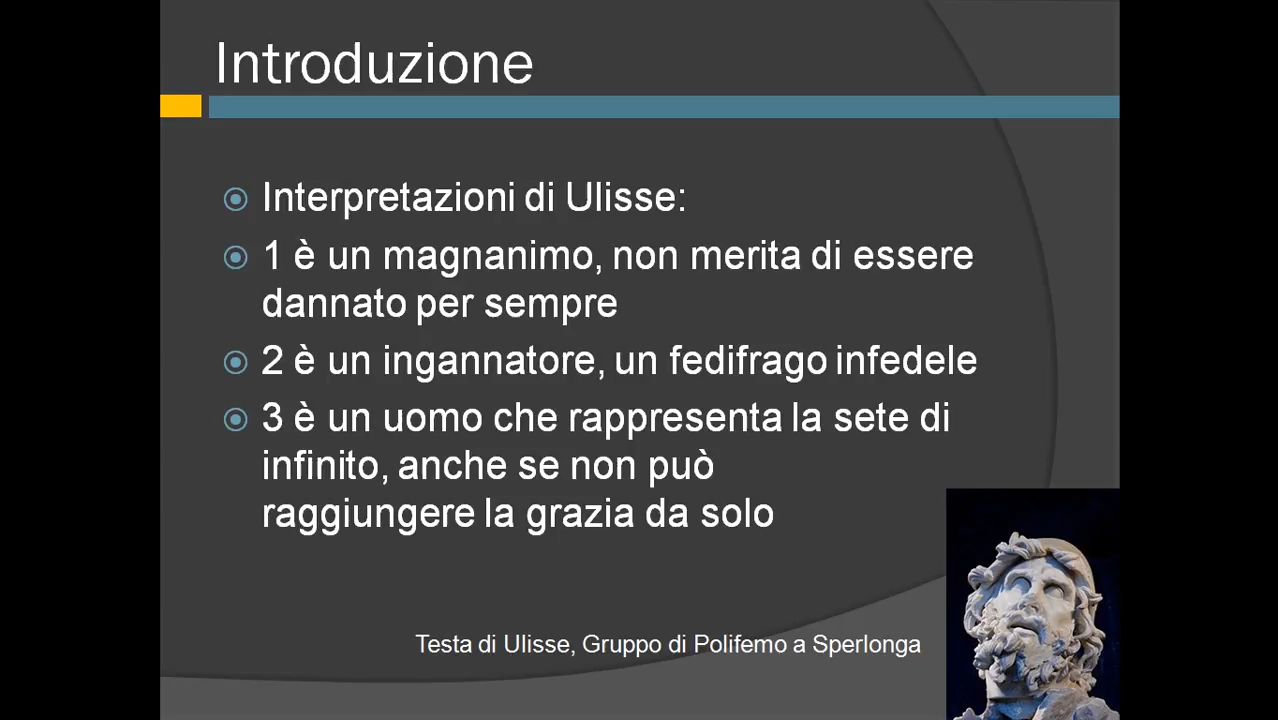 Introduzione
Interpretazioni di Ulisse:
1 è un magnanimo, non merita di essere
dannato per sempre
2 è un ingannatore, un fedifrago infedele
3 è un uomo che rappresenta la sete di
infinito, anche se non può
raggiungere la grazia da solo
Testa di Ulisse, Gruppo di Polifemo a Sperlonga